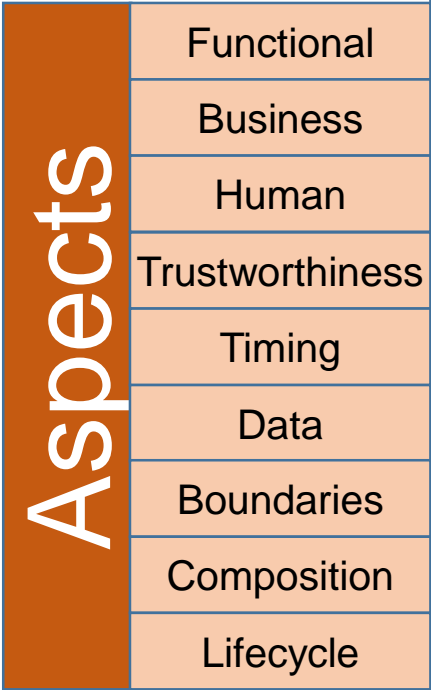 Aspects
Functional
Business
Human
Trustworthiness
Timing
Data
Boundaries
Composition
Lifecycle